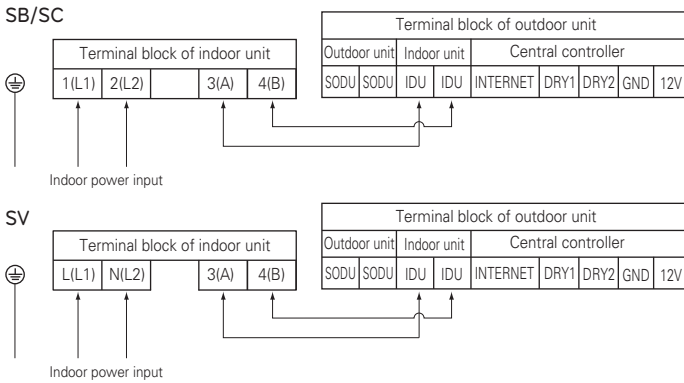 SB/SC
Terminal block of outdoor unit
Terminal block of indoor unit
Outdoor unit Indoor unit Central controller
1(L1) 2(L2) 3(A) 4(B)
SODU SODU IDU IDU INTERNET DRY1 DRY2 GND 12V
Indoor power input
SV
Terminal block of outdoor unit
Terminal block of indoor unit
Outdoor unit Indoor unit Central controller
L(L1) N(L2) 3(A) 4(B)
SODU SODU IDU IDU INTERNET DRY1 DRY2 GND 12V
Indoor power input